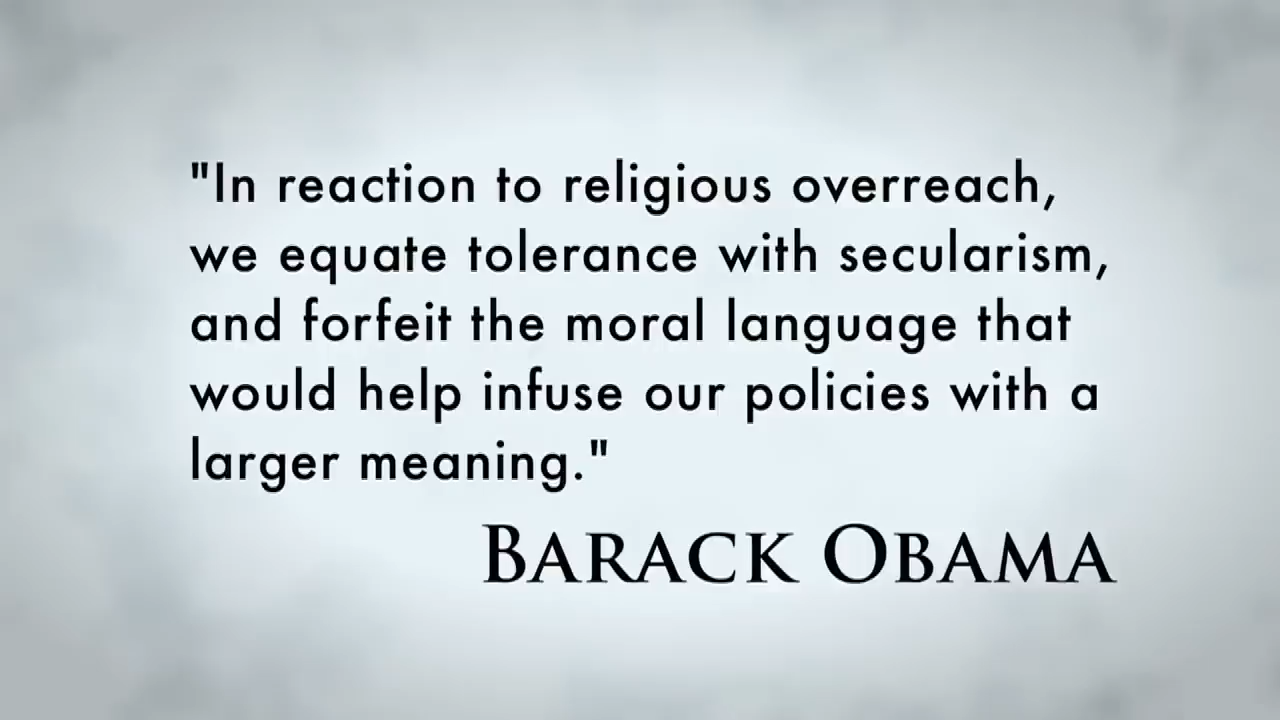 "In reaction to religious overreach,
we equate tolerance with secularism,
and forfeit the moral language that
would help infuse our policies with a
larger meaning."
BARACK OBAMA